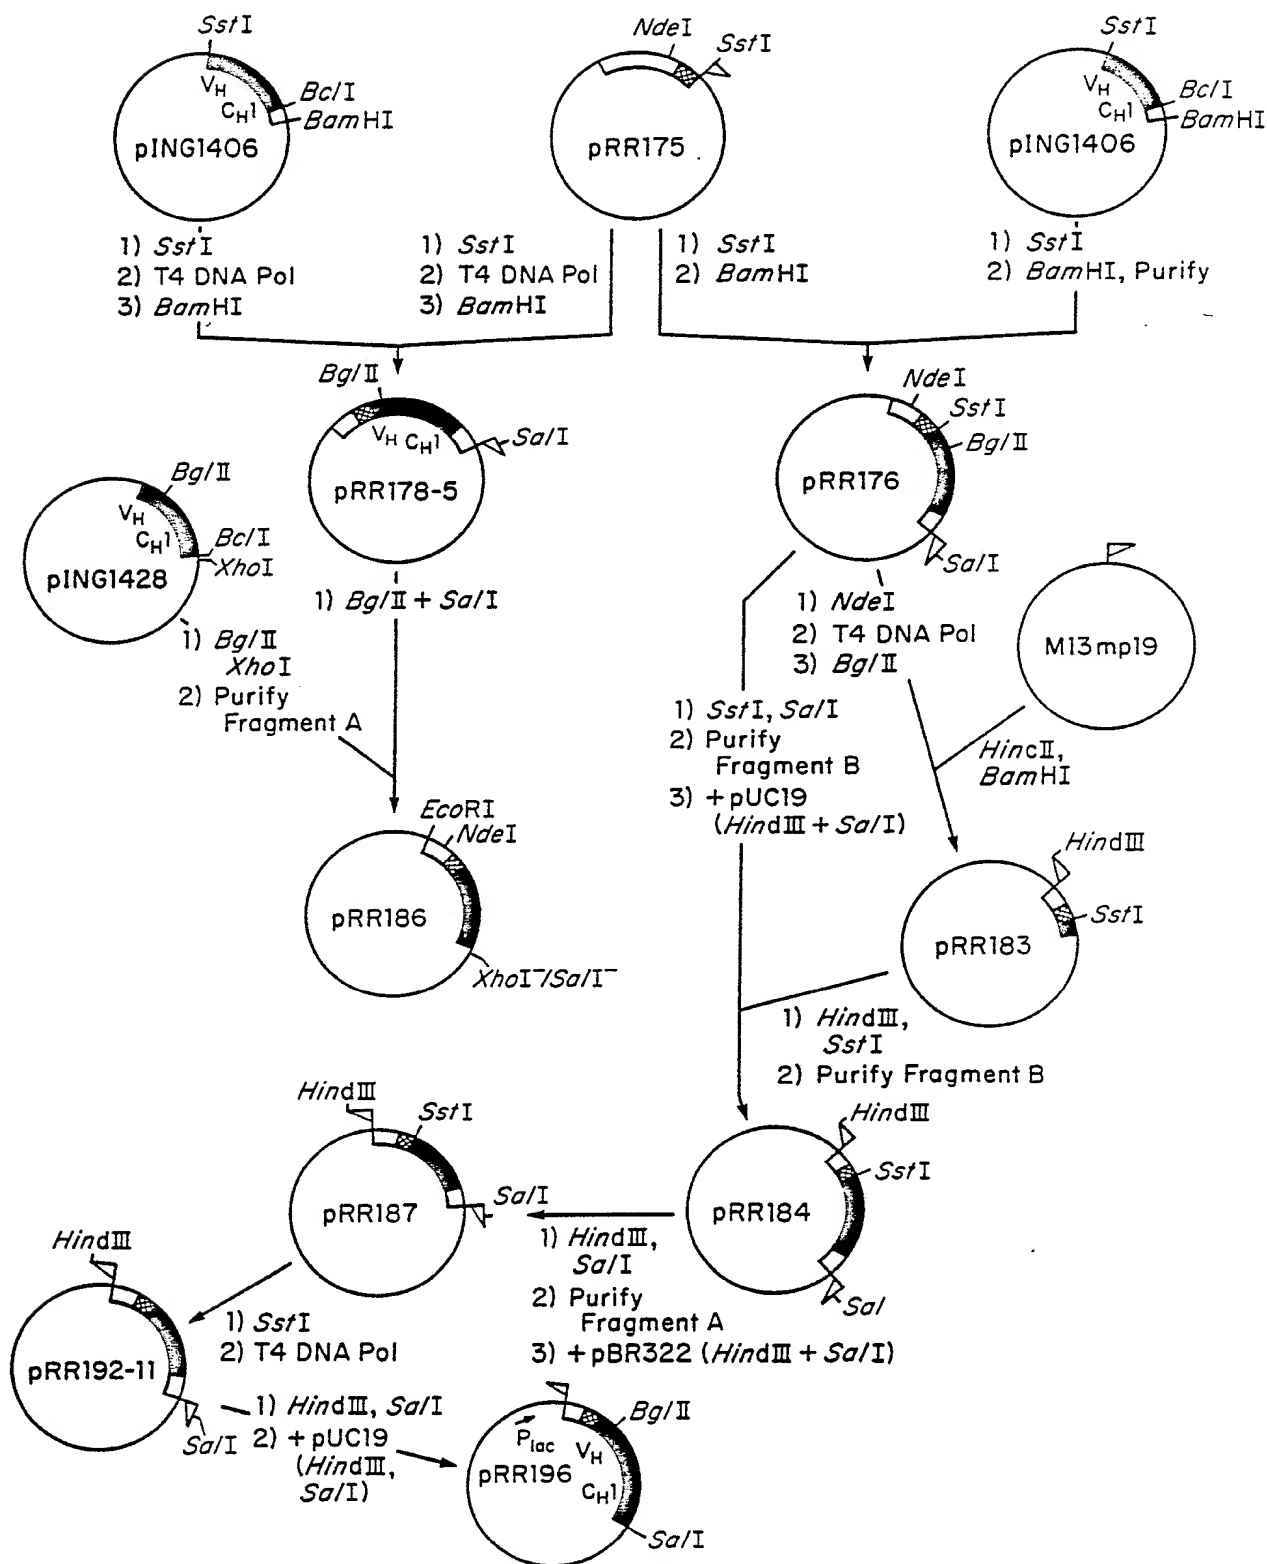 SstI
VH
CH1
BclI
BamHI
pING1406
NdeI
SstI
pRR175
SstI
VH
CH1
BclI
BamHI
pING1406
1) SstI
2) T4 DNA Pol
3) BamHI
1) SstI
2) T4 DNA Pol
3) BamHI
1) SstI
2) BamHI
1) SstI
2) BamHI, Purify
BglII
VH CH1
SalI
pRR178-5
NdeI
SstI
BglII
pRR176
SalI
BglII
VH
CH1
BclI
XhoI
pING1428
1) BglII
XhoI
2) Purify
Fragment A
1) BglII + SalI
1) NdeI
2) T4 DNA Pol
3) BglII
M13mp19
HincII,
BamHI
1) SstI, SalI
2) Purify
Fragment B
3) +pUC19
(HindIII + SalI)
EcoRI
NdeI
pRR186
XhoI⁻/SalI⁻
HindIII
SstI
pRR183
1) HindIII,
SstI
2) Purify Fragment B
HindIII
SstI
pRR187
SalI
HindIII
SstI
pRR184
Sal
1) HindIII,
SalI
2) Purify
Fragment A
3) +pBR322 (HindIII + SalI)
HindIII
pRR192-11
SalI
1) SstI
2) T4 DNA Pol
1) HindIII, SalI
2) +pUC19
(HindIII,
SalI)
BglII
Plac
VH
pRR196
CH1
SalI